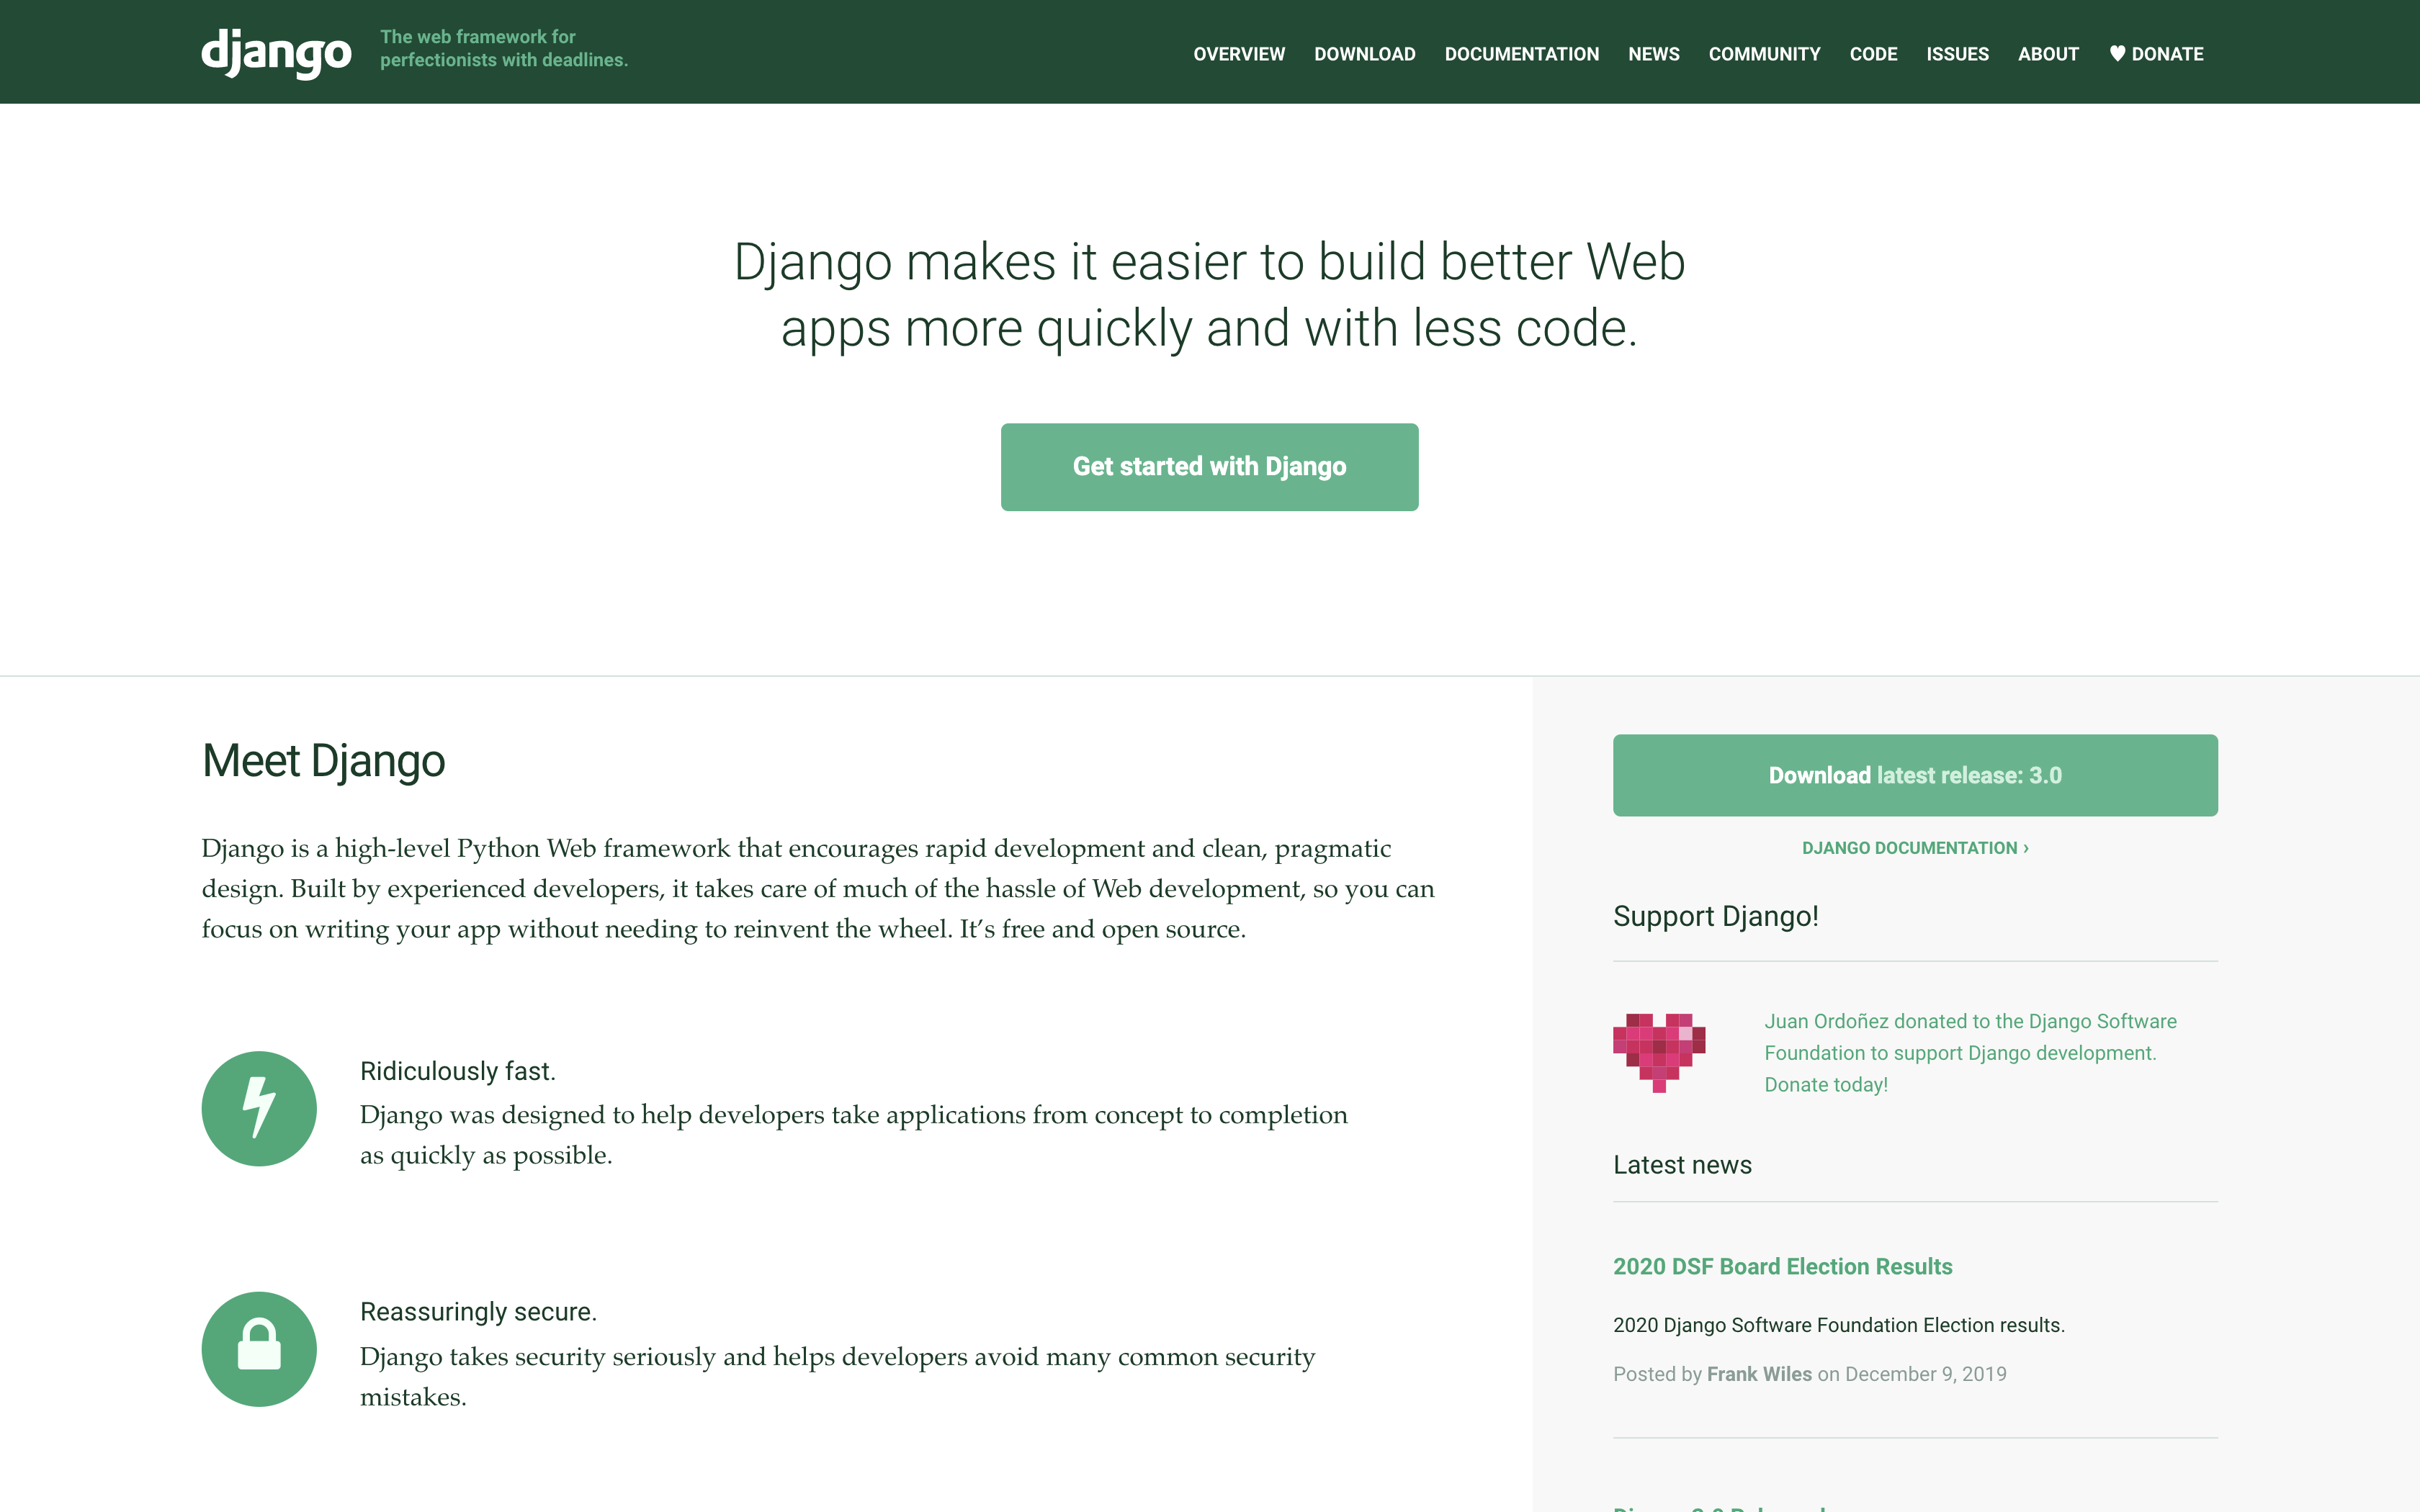 django
The web framework for
perfectionists with deadlines.
OVERVIEW DOWNLOAD DOCUMENTATION NEWS COMMUNITY CODE ISSUES ABOUT ♥ DONATE
Django makes it easier to build better Web
apps more quickly and with less code.
Get started with Django
Meet Django
Django is a high-level Python Web framework that encourages rapid development and clean, pragmatic
design. Built by experienced developers, it takes care of much of the hassle of Web development, so you can
focus on writing your app without needing to reinvent the wheel. It’s free and open source.
Ridiculously fast.
Django was designed to help developers take applications from concept to completion
as quickly as possible.
Reassuringly secure.
Django takes security seriously and helps developers avoid many common security
mistakes.
Download latest release: 3.0
DJANGO DOCUMENTATION ›
Support Django!
Juan Ordoñez donated to the Django Software
Foundation to support Django development.
Donate today!
Latest news
2020 DSF Board Election Results
2020 Django Software Foundation Election results.
Posted by Frank Wiles on December 9, 2019